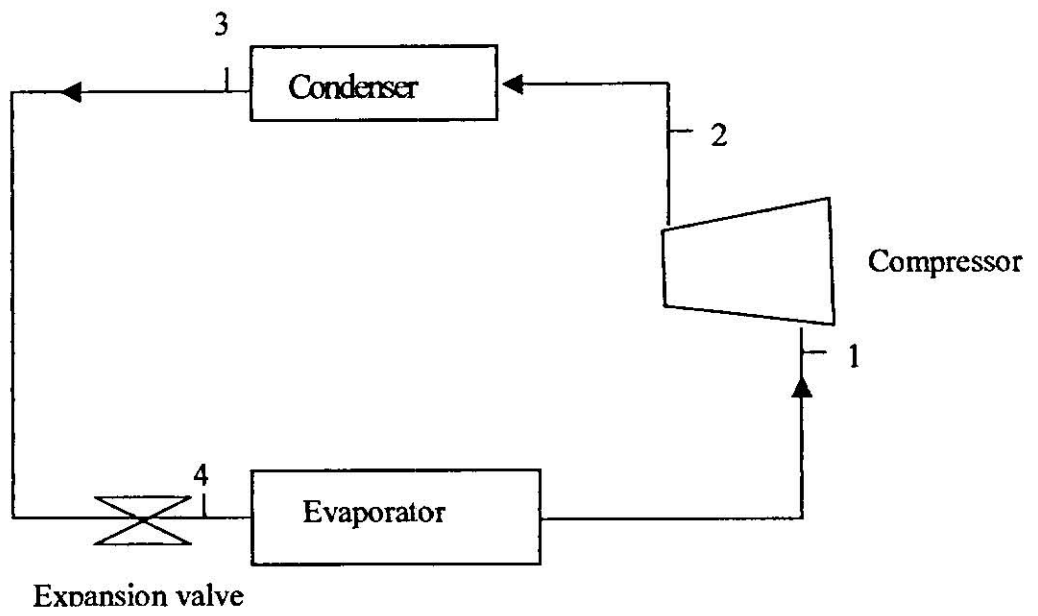 3
Condenser
2
Compressor
1
4
Evaporator
Expansion valve